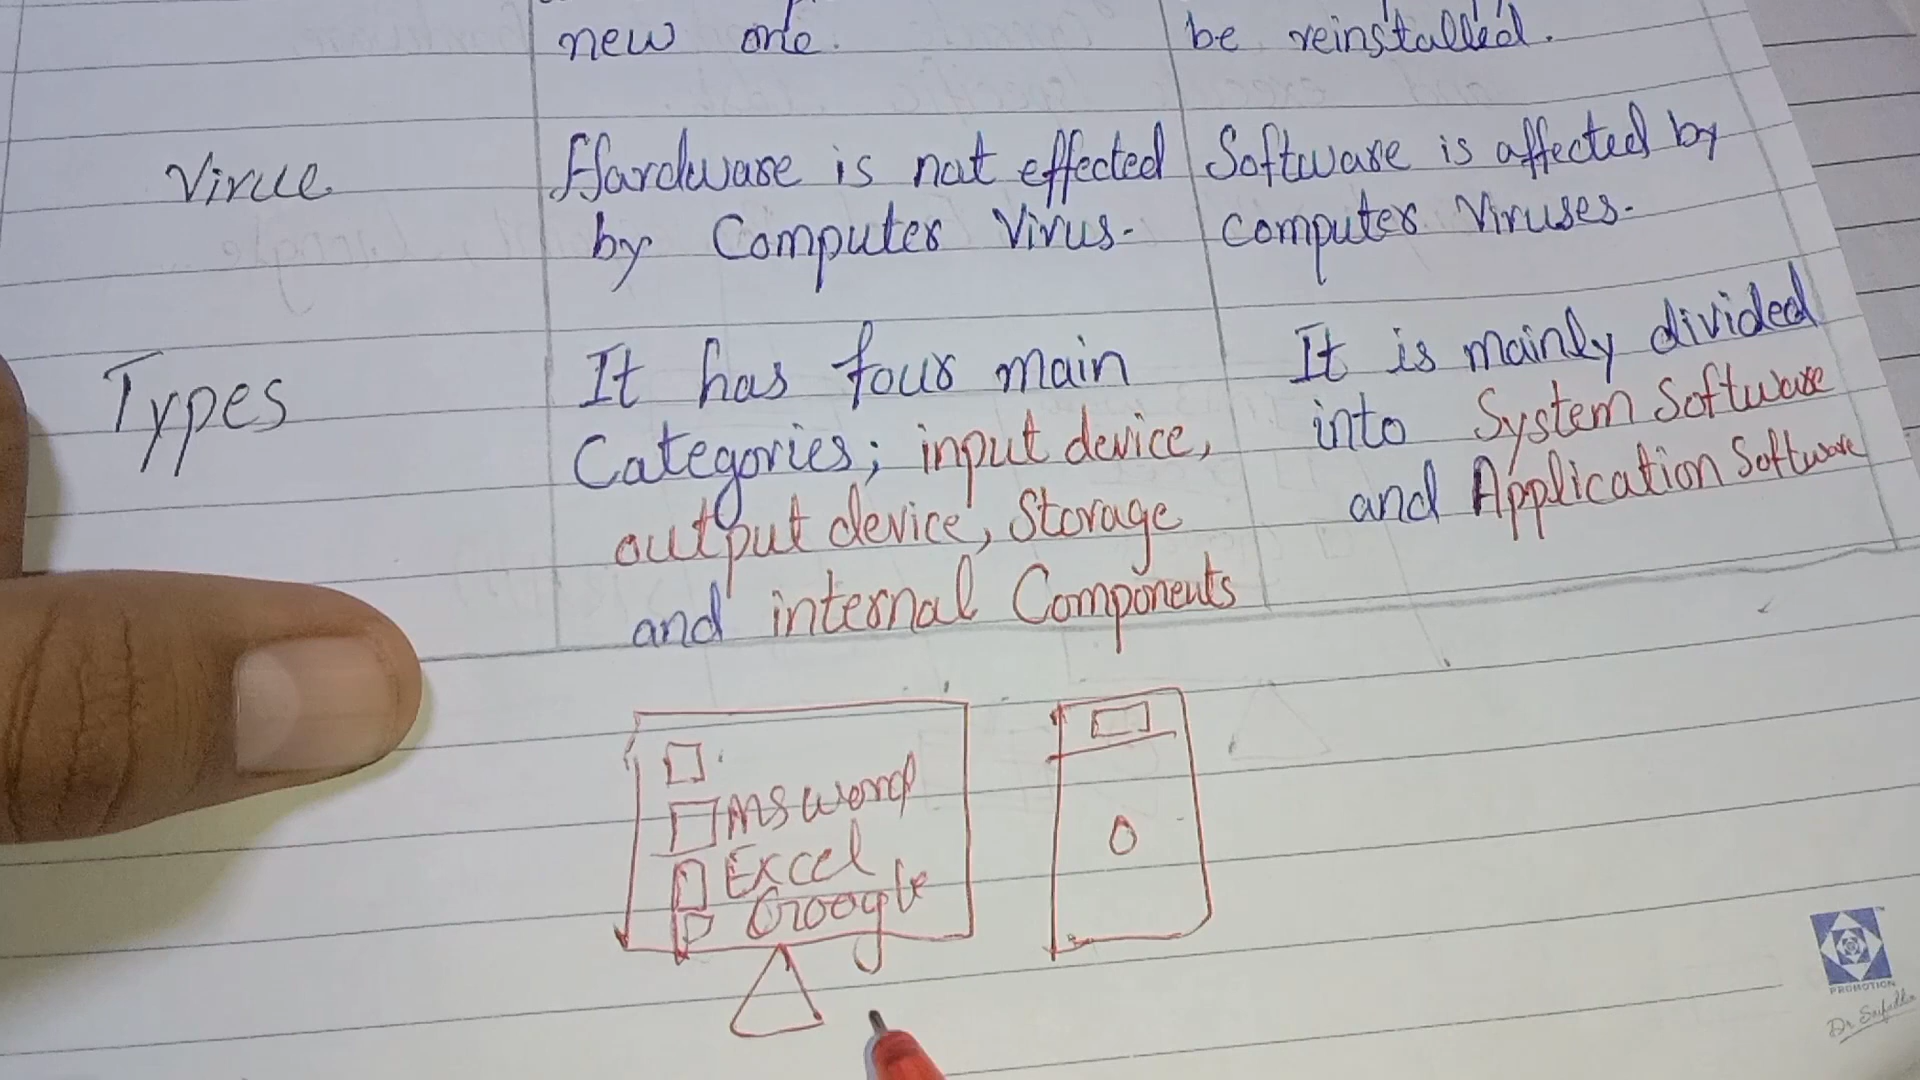 new one.
be reinstalled.
Virue
Hardware is not effected
by Computer Virus.
Software is affected by
Computer Viruses.
Types
It has four main
Categories; input device,
output device, Storage
and internal Components
It is mainly divided
into System Software
and Application Software
MS Word
Excel
Google
PROMOTION